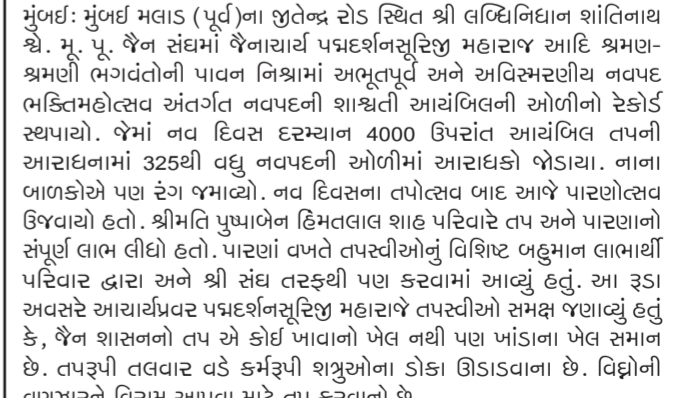 મુંબઈ: મુંબઈ મલાડ (પૂર્વ)ના જીતેન્દ્ર રોડ સ્થિત શ્રી લબ્ધિનિધાન શાંતિનાથ
શ્વે. મૂ. પૂ. જૈન સંઘમાં જૈનાચાર્ય પદ્મદર્શનસૂરિજી મહારાજ આદિ શ્રમણ-
શ્રમણી ભગવંતોની પાવન નિશ્રામાં અભૂતપૂર્વ અને અવિસ્મરણીય નવપદ
ભક્તિમહોત્સવ અંતર્ગત નવપદની શાશ્વતી આયંબિલની ઓળીનો રેકોર્ડ
સ્થપાયો. જેમાં નવ દિવસ દરમ્યાન 4000 ઉપરાંત આયંબિલ તપની
આરાધનામાં 325થી વધુ નવપદની ઓળીમાં આરાધકો જોડાયા. નાના
બાળકોએ પણ રંગ જમાવ્યો. નવ દિવસના તપોત્સવ બાદ આજે પારણોત્સવ
ઉજવાયો હતો. શ્રીમતિ પુષ્પાબેન હિમતલાલ શાહ પરિવારે તપ અને પારણાનો
સંપૂર્ણ લાભ લીધો હતો. પારણાં વખતે તપસ્વીઓનું વિશિષ્ટ બહુમાન લાભાર્થી
પરિવાર દ્વારા અને શ્રી સંઘ તરફથી પણ કરવામાં આવ્યું હતું. આ રૂડા
અવસરે આચાર્યપ્રવર પદ્મદર્શનસૂરિજી મહારાજે તપસ્વીઓ સમક્ષ જણાવ્યું હતું
કે, જૈન શાસનનો તપ એ કોઈ ખાવાનો ખેલ નથી પણ ખાંડાના ખેલ સમાન
છે. તપરૂપી તલવાર વડે કર્મરૂપી શત્રુઓના ડોકા ઊડાડવાના છે. વિઘ્નોની
વણઝારને વિરામ આપવા માટે તપ કરવાનો છે.